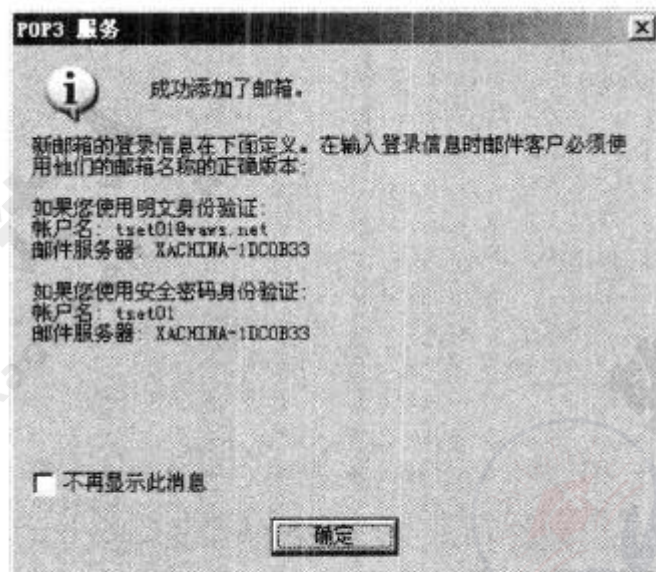 POP3 服务
成功添加了邮箱。
新邮箱的登录信息在下面定义。在输入登录信息时邮件客户必须使
用他们的邮箱名称的正确版本:
如果您使用明文身份验证:
帐户名: tset01@vavs.net
邮件服务器: XACHINA-1DC0B33
如果您使用安全密码身份验证:
帐户名: tset01
邮件服务器: XACHINA-1DC0B33
不再显示此消息
确定